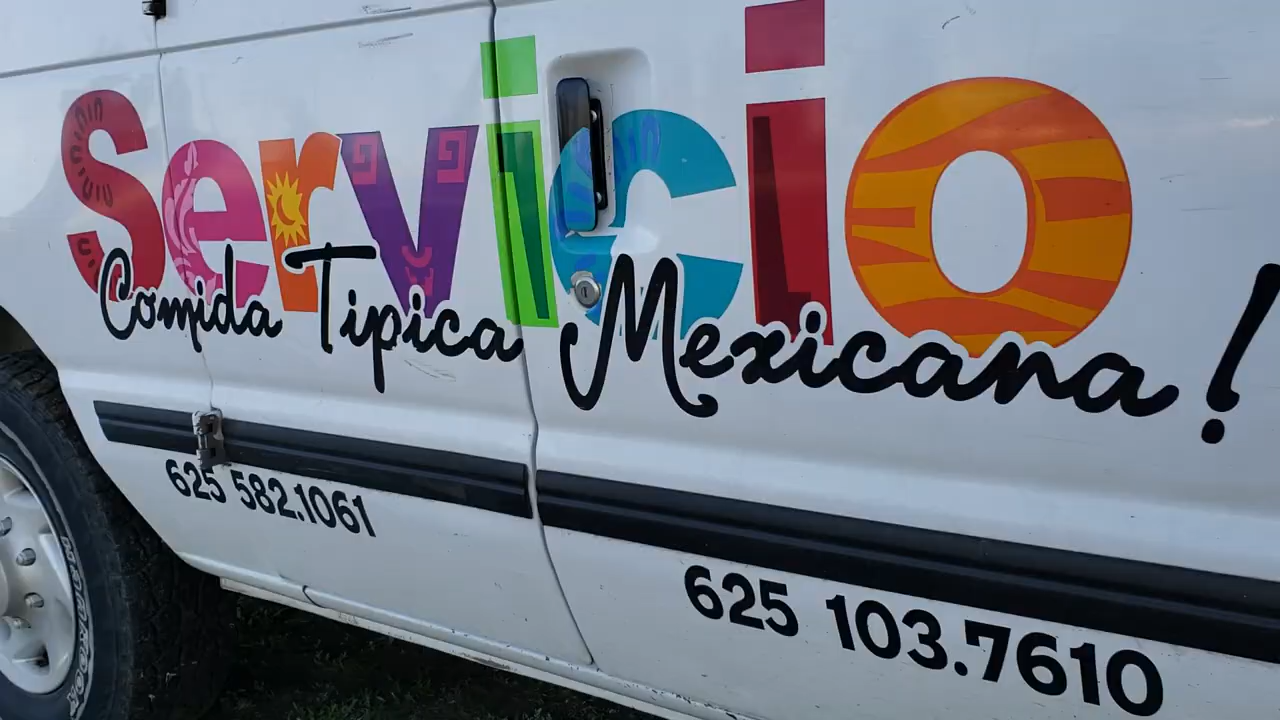 Servicio
Comida Tipica Mexicana!
625 582.1061
625 103.7610